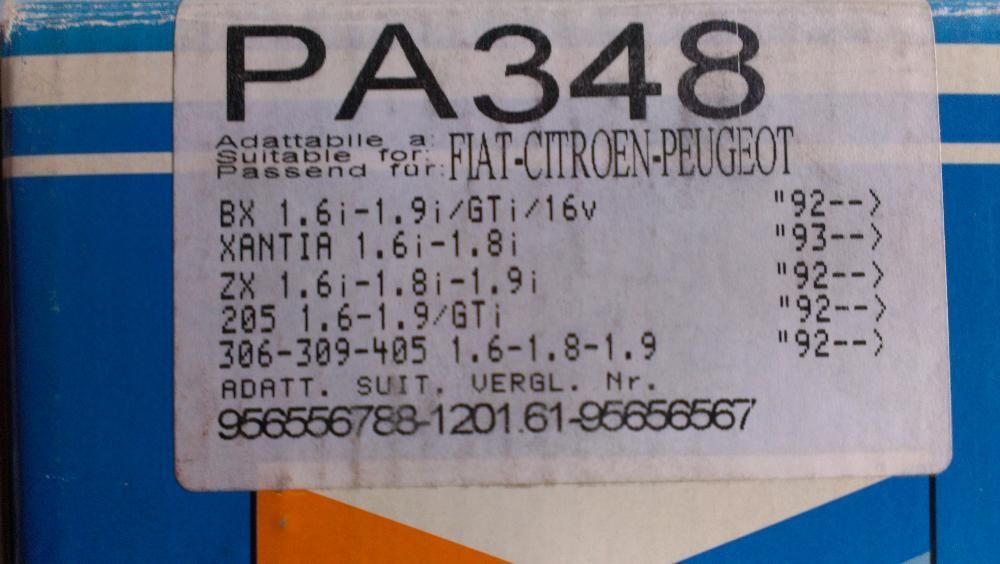 PA348
Adattabile a:
Suitable for: FIAT-CITROEN-PEUGEOT
Passend für:
BX 1.6i-1.9i/GTi/16v "92-->
XANTIA 1.6i-1.8i "93-->
ZX 1.6i-1.8i-1.9i "92-->
205 1.6-1.9/GTi "92-->
306-309-405 1.6-1.8-1.9 "92-->
ADATT. SUIT. VERGL. Nr.
956556788-1201.61-95656567